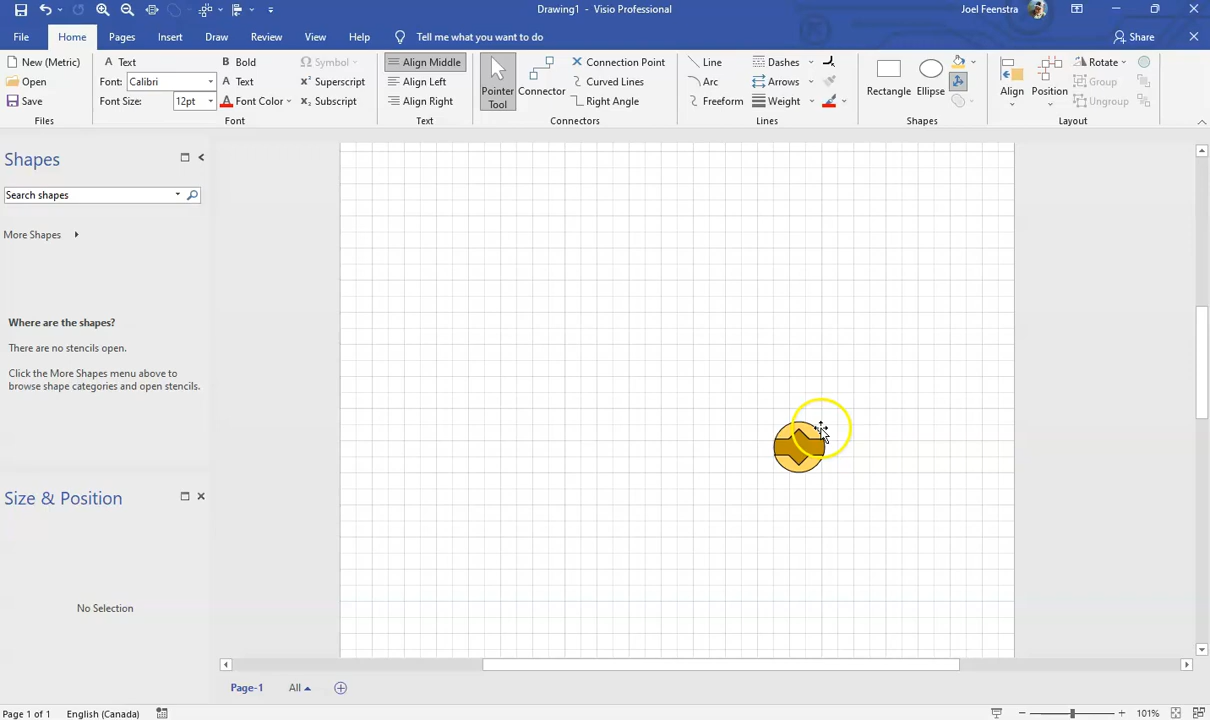 Drawing1 - Visio Professional
Joel Feenstra
File
Home
Pages
Insert
Draw
Review
View
Help
Tell me what you want to do
Share
New (Metric)
Open
Save
Files
Text
Font: Calibri
Font Size: 12pt
Bold
Text
Font Color
Symbol
Superscript
Subscript
Font
Align Middle
Align Left
Align Right
Text
Pointer
Tool
Connector
Connection Point
Curved Lines
Right Angle
Connectors
Line
Arc
Freeform
Dashes
Arrows
Weight
Lines
Rectangle
Ellipse
Shapes
Align
Position
Rotate
Group
Ungroup
Layout
Shapes
Search shapes
More Shapes
Where are the shapes?
There are no stencils open.
Click the More Shapes menu above to
browse shape categories and open stencils.
Size & Position
No Selection
Page-1
All
Page 1 of 1
English (Canada)
101%